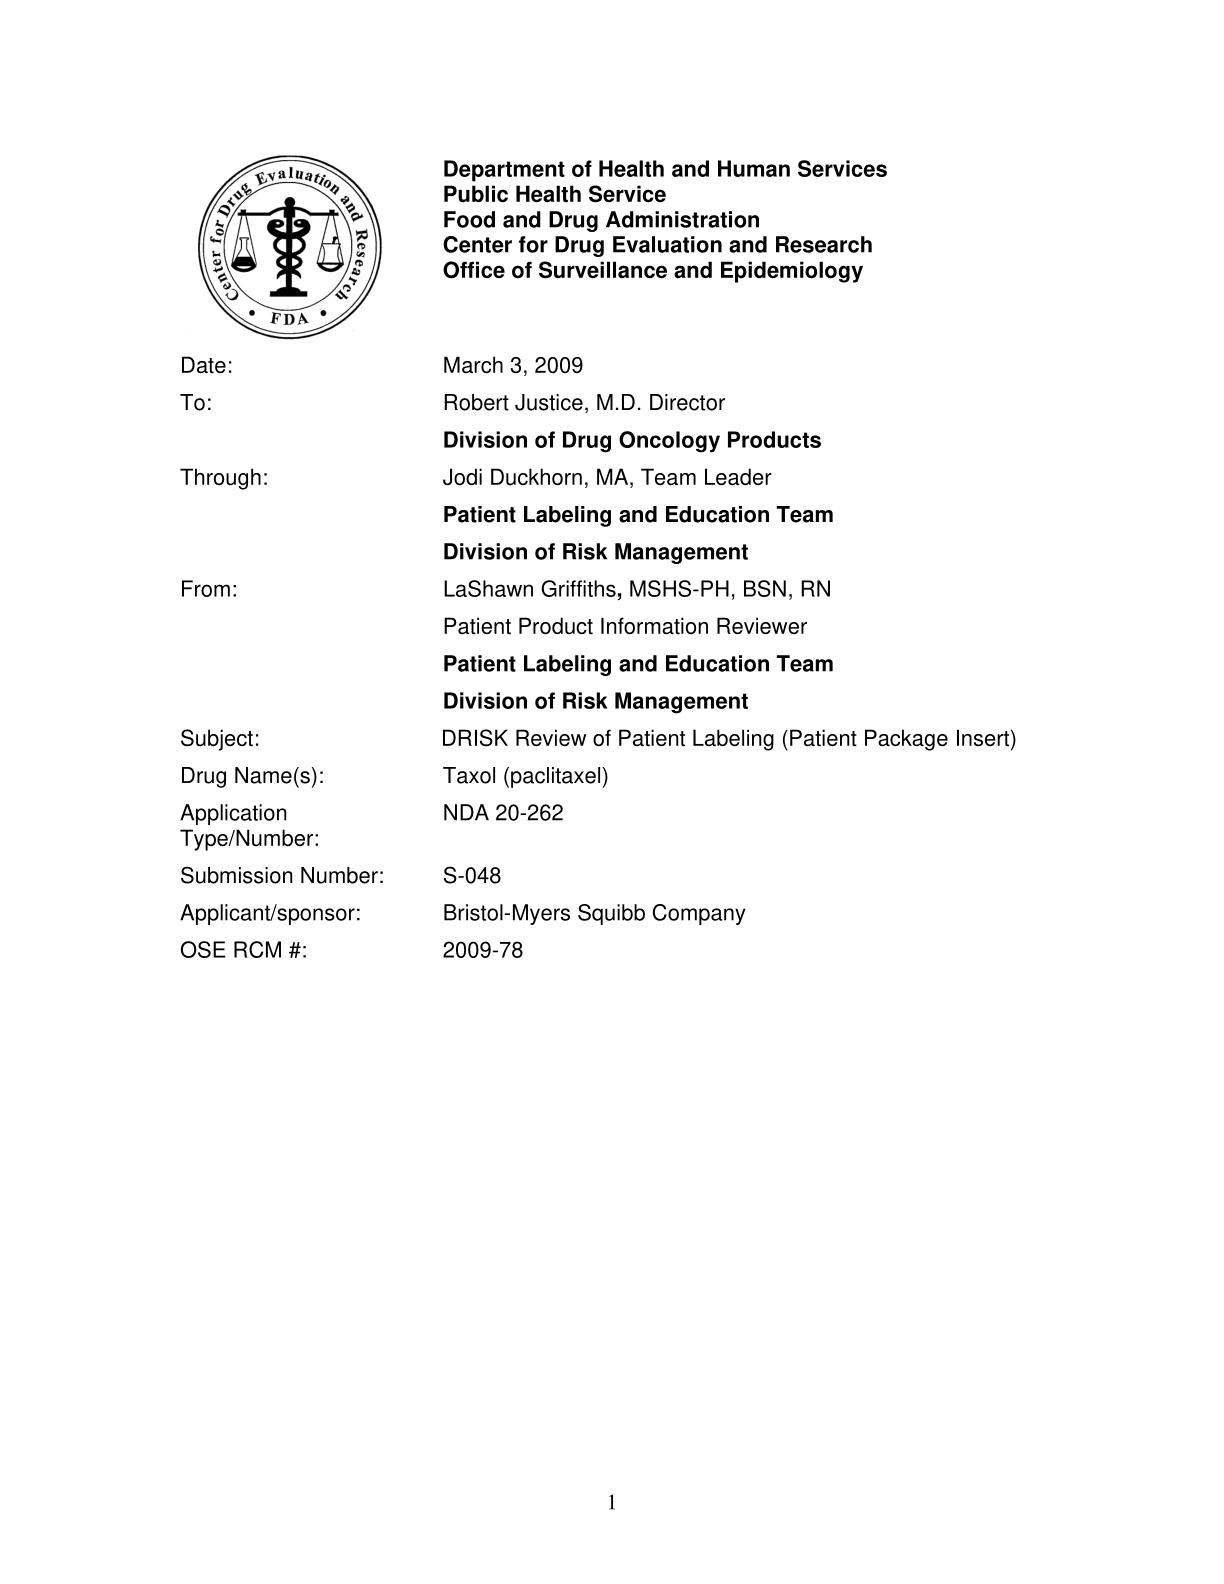 Center for Drug Evaluation and Research
• FDA •
Department of Health and Human Services
Public Health Service
Food and Drug Administration
Center for Drug Evaluation and Research
Office of Surveillance and Epidemiology
Date: March 3, 2009
To: Robert Justice, M.D. Director
Division of Drug Oncology Products
Through: Jodi Duckhorn, MA, Team Leader
Patient Labeling and Education Team
Division of Risk Management
From: LaShawn Griffiths, MSHS-PH, BSN, RN
Patient Product Information Reviewer
Patient Labeling and Education Team
Division of Risk Management
Subject: DRISK Review of Patient Labeling (Patient Package Insert)
Drug Name(s): Taxol (paclitaxel)
Application NDA 20-262
Type/Number:
Submission Number: S-048
Applicant/sponsor: Bristol-Myers Squibb Company
OSE RCM #: 2009-78
1